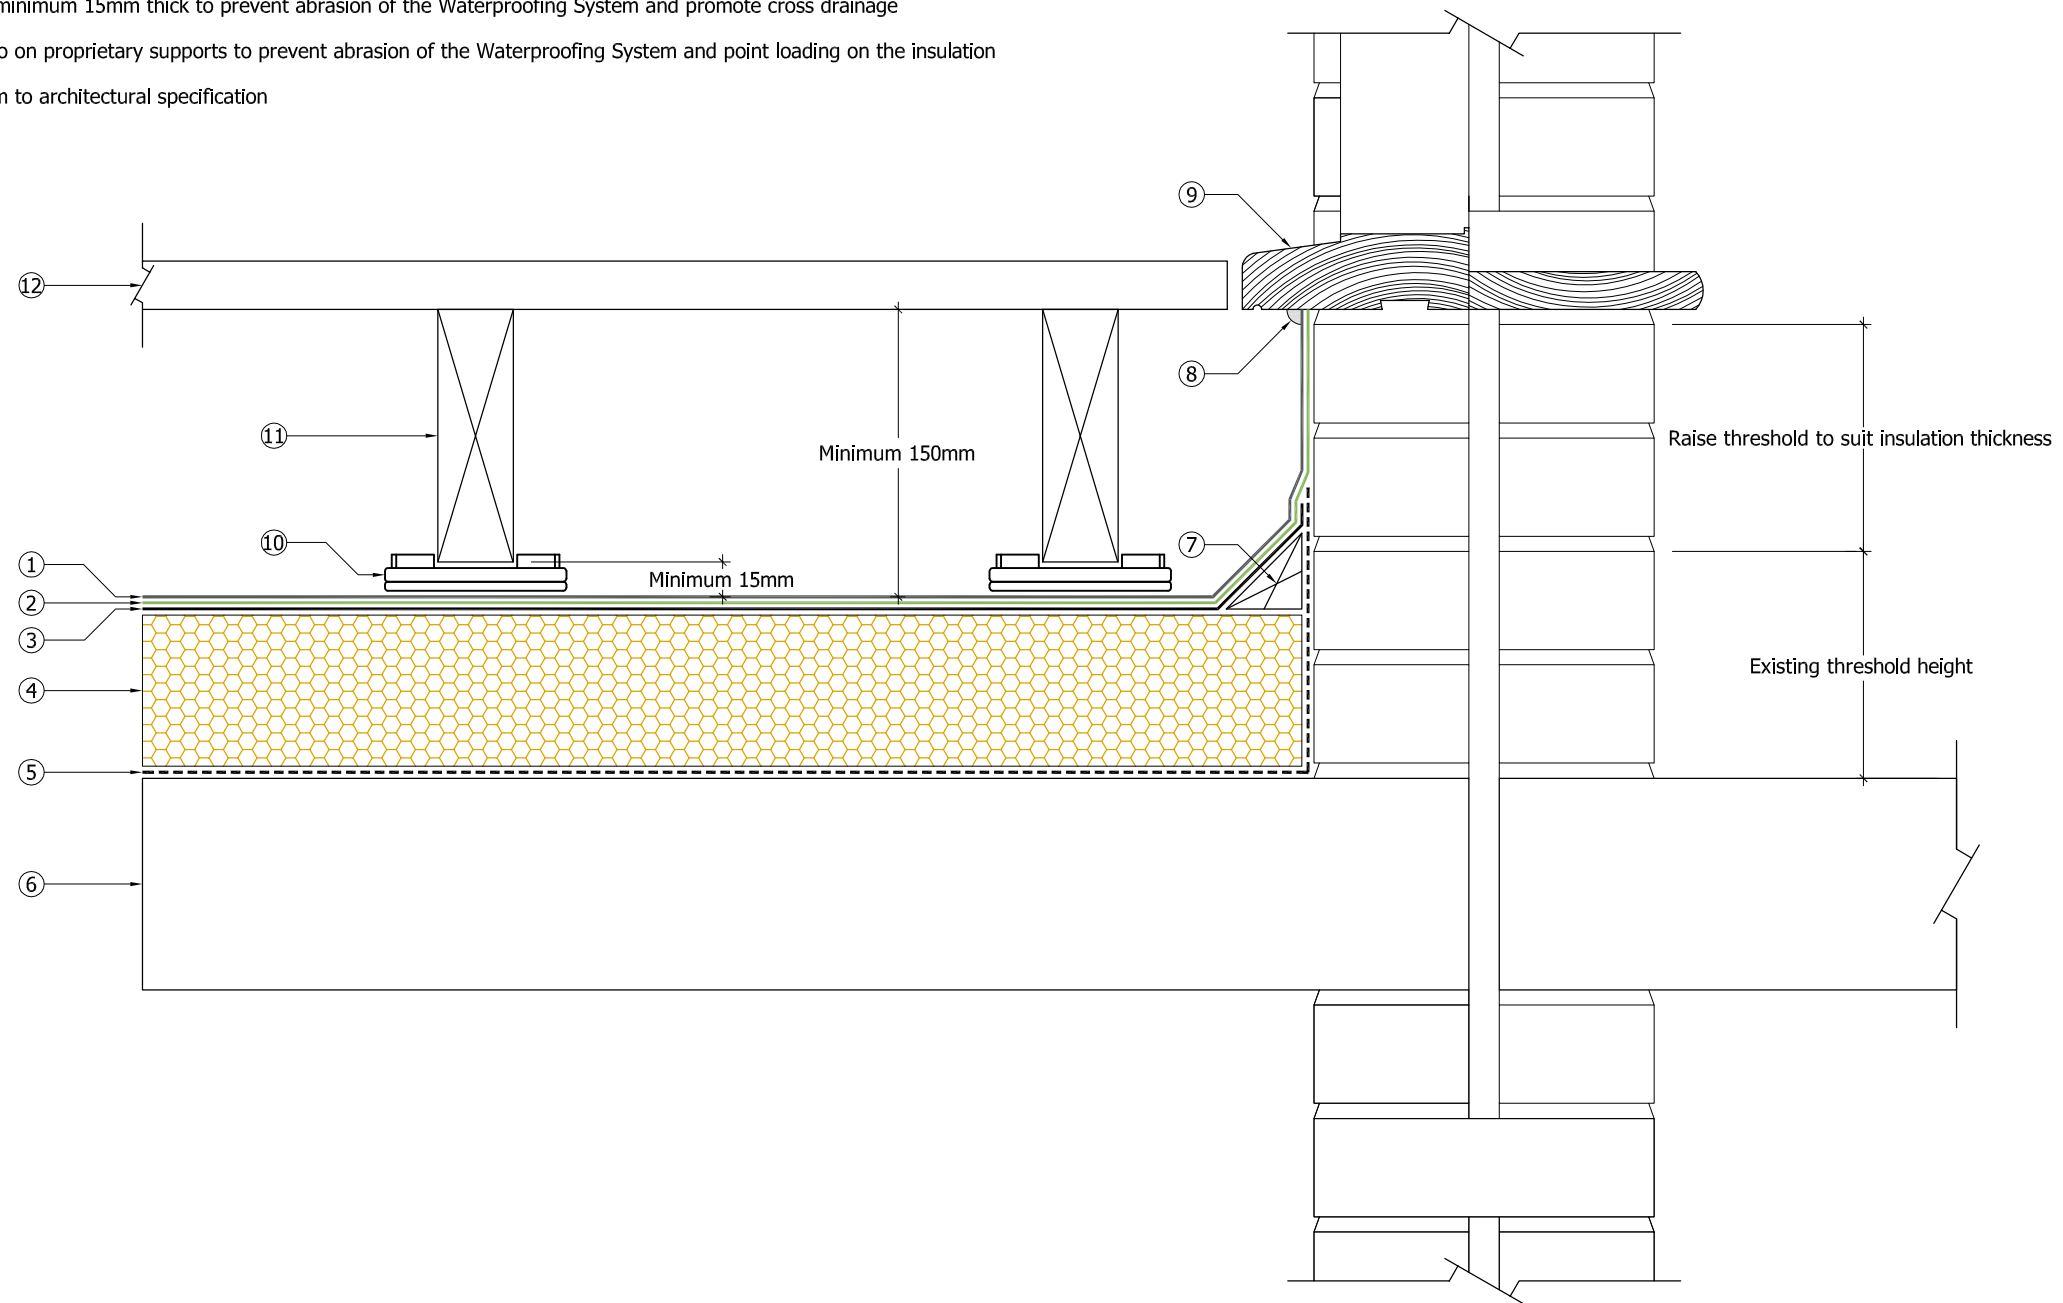 minimum 15mm thick to prevent abrasion of the Waterproofing System and promote cross drainage
on proprietary supports to prevent abrasion of the Waterproofing System and point loading on the insulation
to architectural specification
9
12
8
11
Minimum 150mm
Raise threshold to suit insulation thickness
10
7
1
Minimum 15mm
2
3
Existing threshold height
4
5
6